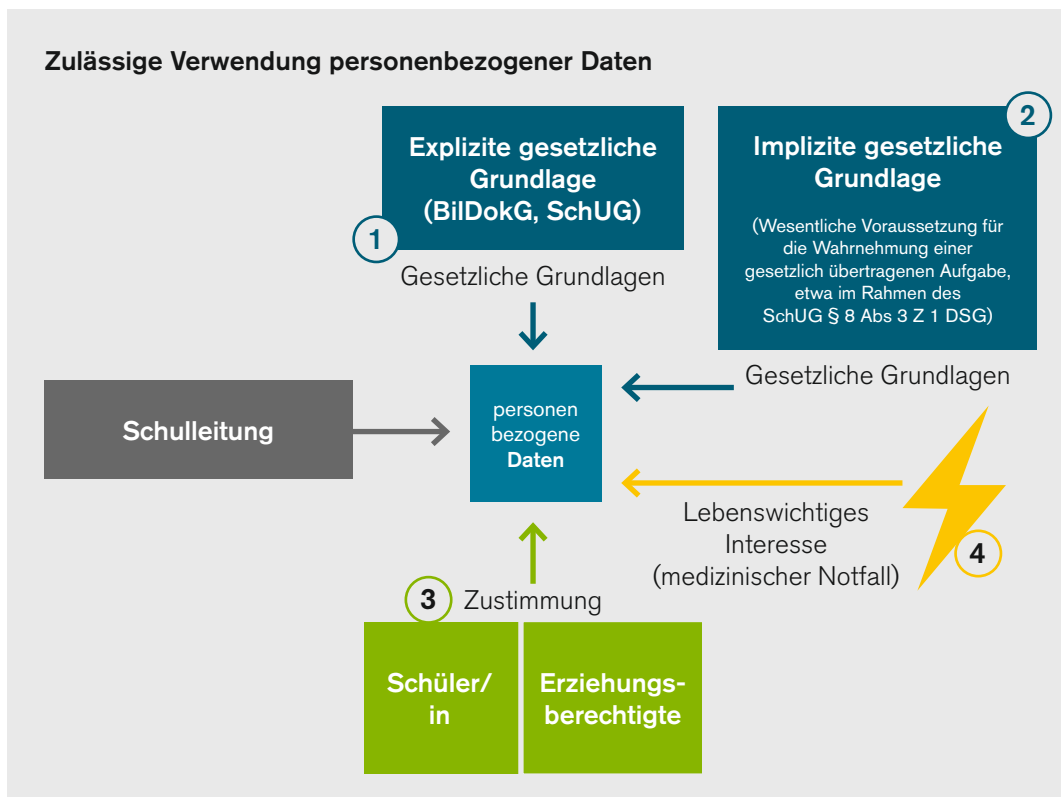 Zulässige Verwendung personenbezogener Daten
1
Explizite gesetzliche
Grundlage
(BilDokG, SchUG)
Gesetzliche Grundlagen
2
Implizite gesetzliche
Grundlage
(Wesentliche Voraussetzung für
die Wahrnehmung einer
gesetzlich übertragenen Aufgabe,
etwa im Rahmen des
SchUG § 8 Abs 3 Z 1 DSG)
Gesetzliche Grundlagen
Schulleitung
personen
bezogene
Daten
Lebenswichtiges
Interesse
(medizinischer Notfall)
4
3 Zustimmung
Schüler/
in
Erziehungs-
berechtigte